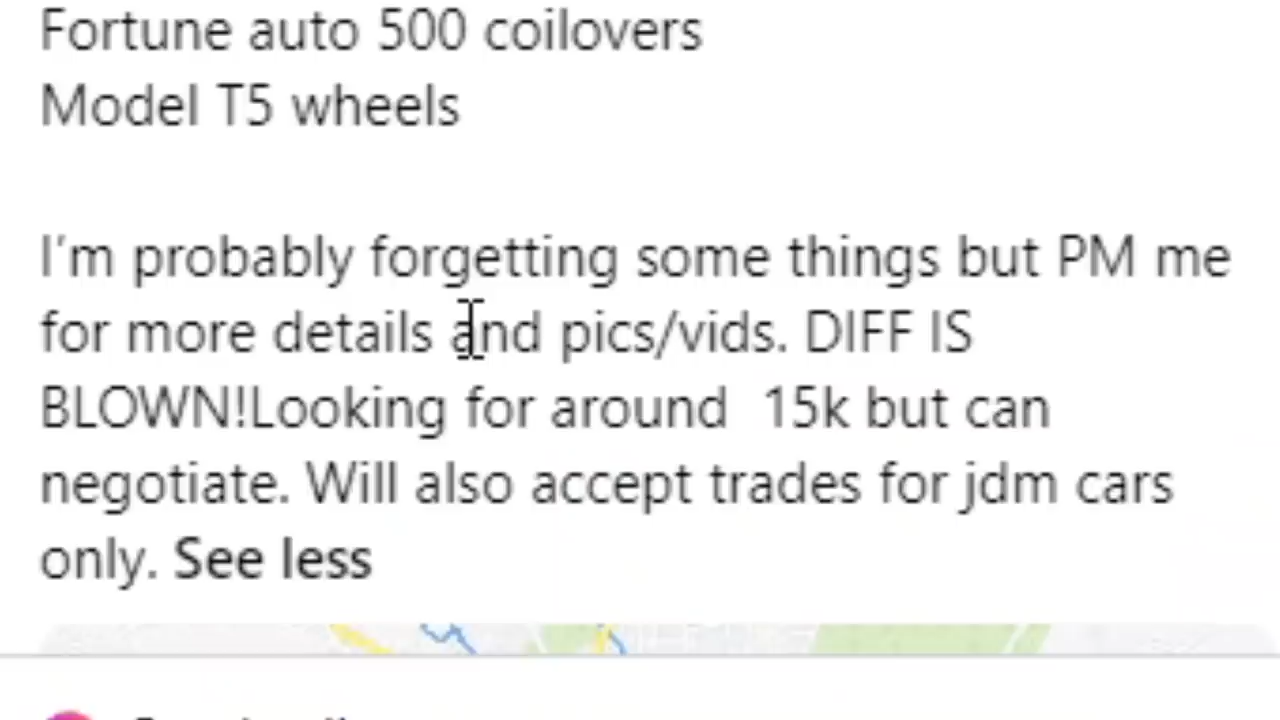 Fortune auto 500 coilovers
Model T5 wheels
I'm probably forgetting some things but PM me
for more details and pics/vids. DIFF IS
BLOWN!Looking for around  15k but can
negotiate. Will also accept trades for jdm cars
only. See less